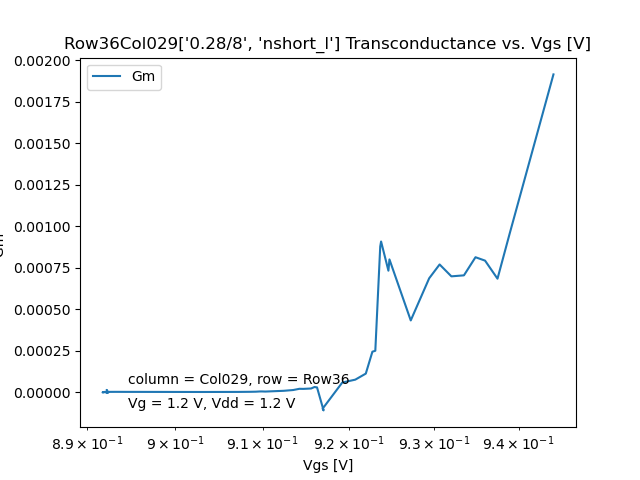 Row36Col029['0.28/8', 'nshort_l'] Transconductance vs. Vgs [V]
Gm
0.00200
0.00175
0.00150
0.00125
0.00100
0.00075
0.00050
0.00025
0.00000
Gm
column = Col029, row = Row36
Vg = 1.2 V, Vdd = 1.2 V
8.9 × 10⁻¹ 9 × 10⁻¹ 9.1 × 10⁻¹ 9.2 × 10⁻¹ 9.3 × 10⁻¹ 9.4 × 10⁻¹
Vgs [V]